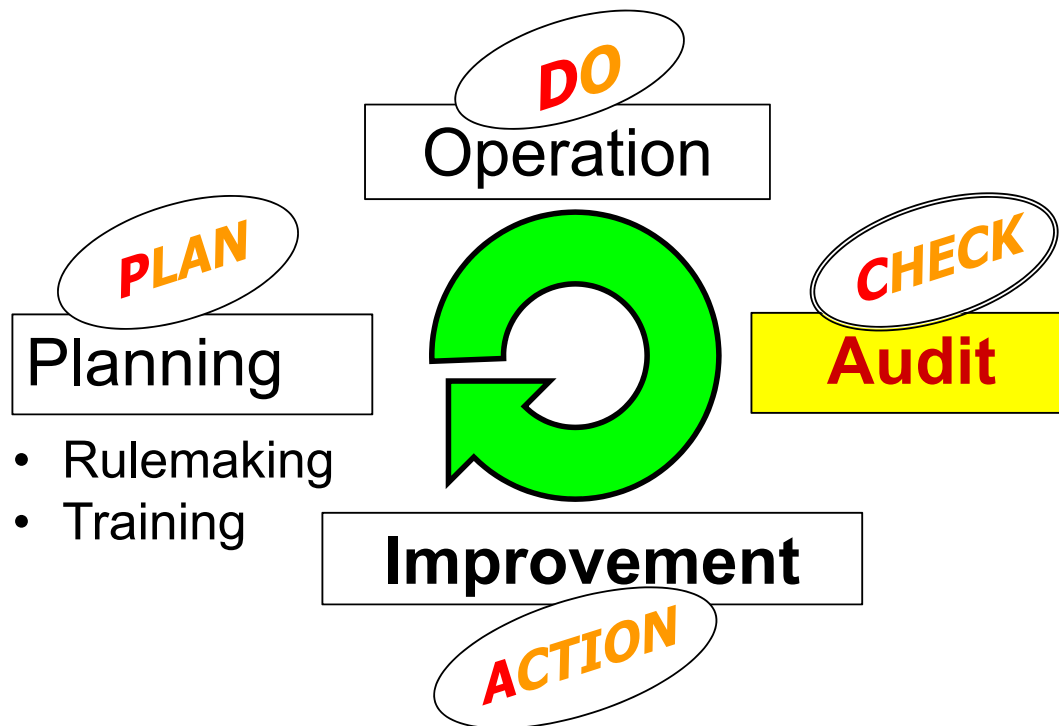 DO
Operation
PLAN
Planning
• Rulemaking
• Training
CHECK
Audit
Improvement
ACTION